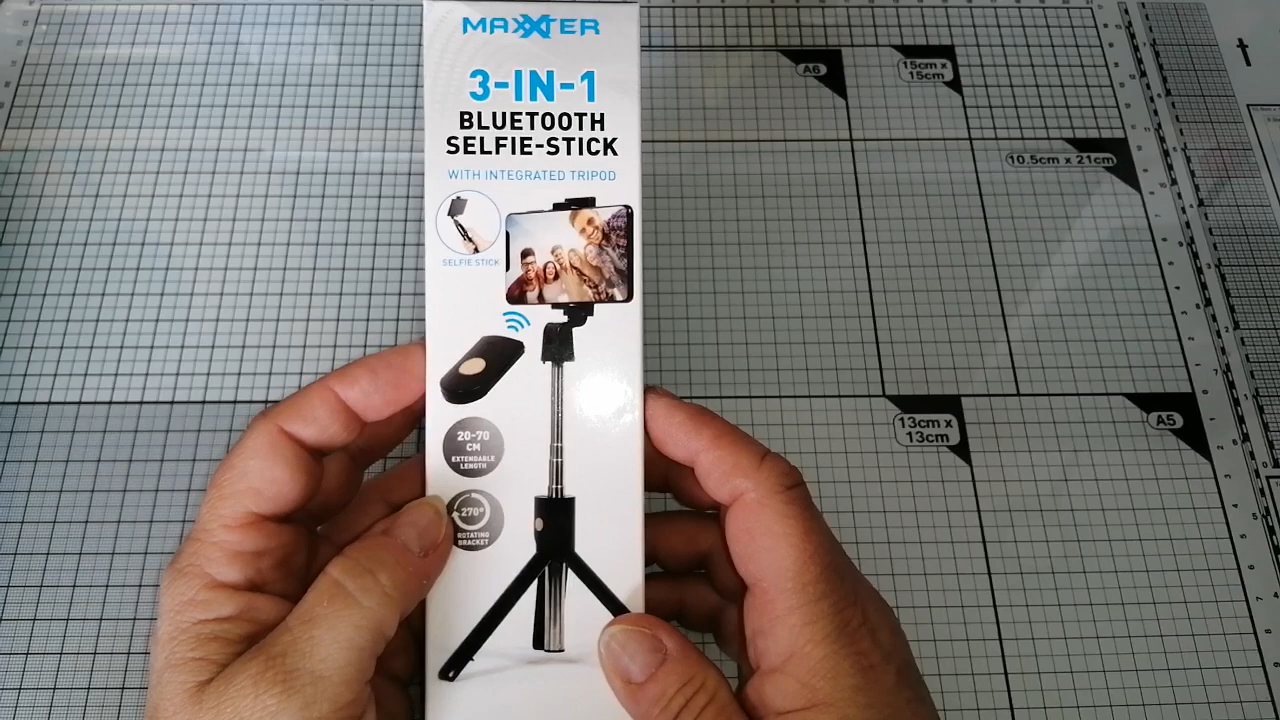 MAXXTER
3-IN-1
BLUETOOTH
SELFIE-STICK
WITH INTEGRATED TRIPOD
SELFIE STICK
20-70
CM
EXTENDABLE
LENGTH
270°
ROTATING
BRACKET
A6
15cm x
15cm
10.5cm x 21cm
13cm x
13cm
A5